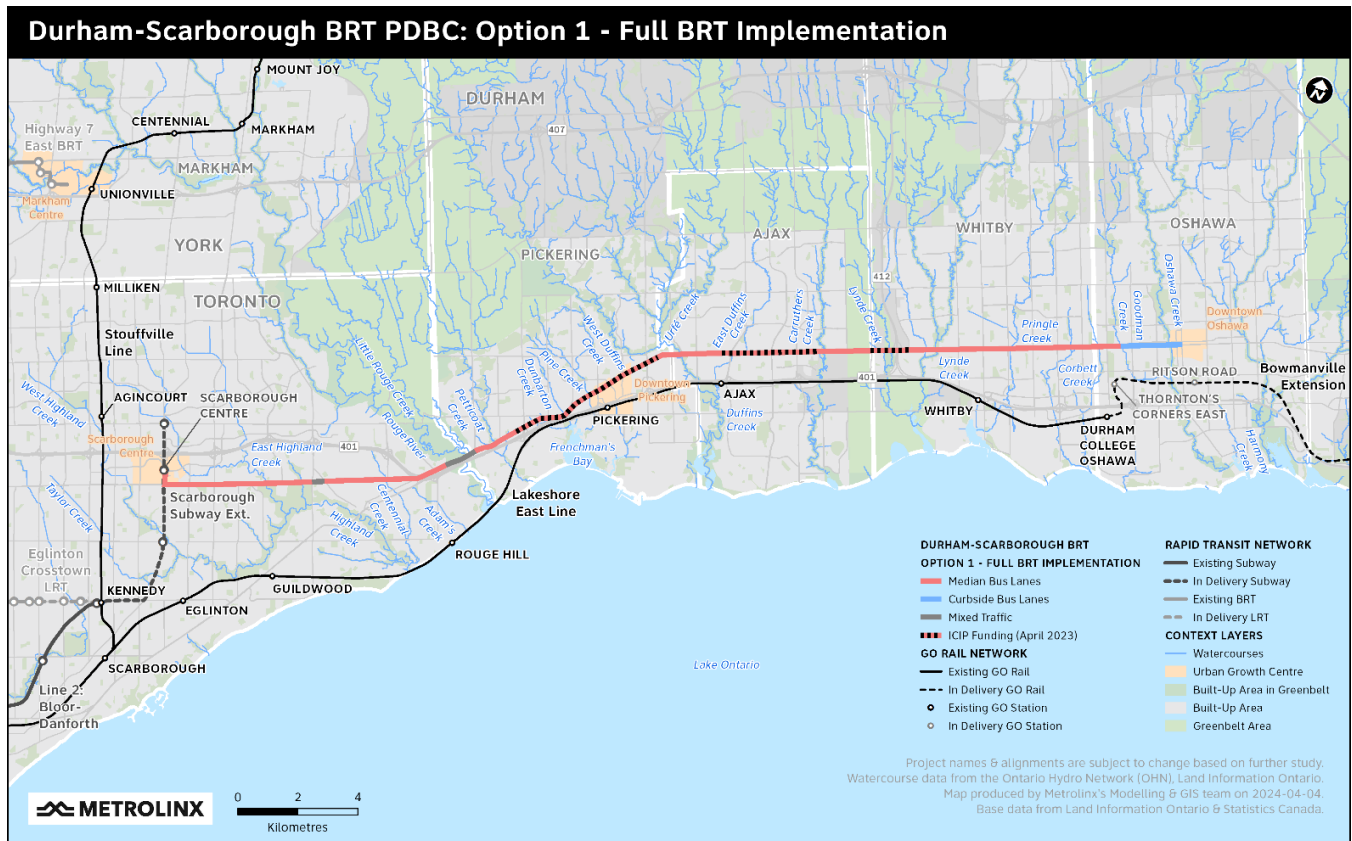 Durham-Scarborough BRT PDBC: Option 1 - Full BRT Implementation
MOUNT JOY
CENTENNIAL
MARKHAM
Highway 7
East BRT
MARKHAM
UNIONVILLE
Markham
Centre
YORK
MILLIKEN
TORONTO
Stouffville
Line
DURHAM
407
PICKERING
AJAX
WHITBY
OSHAWA
412
Little Rouge Creek
Rouge River
Petticoat
Creek
Dunbarton
Creek
Pine Creek
West Duffins
Creek
Urfé Creek
East Duffins
Creek
Carruthers
Creek
Lynde Creek
Lynde
Creek
Pringle
Creek
Corbett
Creek
Goodman
Creek
Oshawa Creek
Downtown
Oshawa
Bowmanville
Extension
RITSON ROAD
THORNTON'S
CORNERS EAST
Harmony
Creek
DURHAM
COLLEGE
OSHAWA
WHITBY
401
AJAX
Duffins
Creek
Downtown
Pickering
PICKERING
Frenchman's
Bay
West Highland
Creek
AGINCOURT
SCARBOROUGH
CENTRE
Scarborough
Centre
East Highland
Creek
401
Scarborough
Subway Ext.
Taylor Creek
Highland
Creek
Centennial
Creek
Adam's
Creek
Lakeshore
East Line
ROUGE HILL
GUILDWOOD
EGLINTON
KENNEDY
Eglinton
Crosstown
LRT
SCARBOROUGH
Line 2:
Bloor-
Danforth
Lake Ontario
DURHAM-SCARBOROUGH BRT
OPTION 1 - FULL BRT IMPLEMENTATION
Median Bus Lanes
Curbside Bus Lanes
Mixed Traffic
ICIP Funding (April 2023)
GO RAIL NETWORK
Existing GO Rail
In Delivery GO Rail
Existing GO Station
In Delivery GO Station
RAPID TRANSIT NETWORK
Existing Subway
In Delivery Subway
Existing BRT
In Delivery LRT
CONTEXT LAYERS
Watercourses
Urban Growth Centre
Built-Up Area in Greenbelt
Built-Up Area
Greenbelt Area
Project names & alignments are subject to change based on further study.
Watercourse data from the Ontario Hydro Network (OHN), Land Information Ontario.
Map produced by Metrolinx's Modelling & GIS team on 2024-04-04.
Base data from Land Information Ontario & Statistics Canada.
METROLINX
0 2 4
Kilometres
N